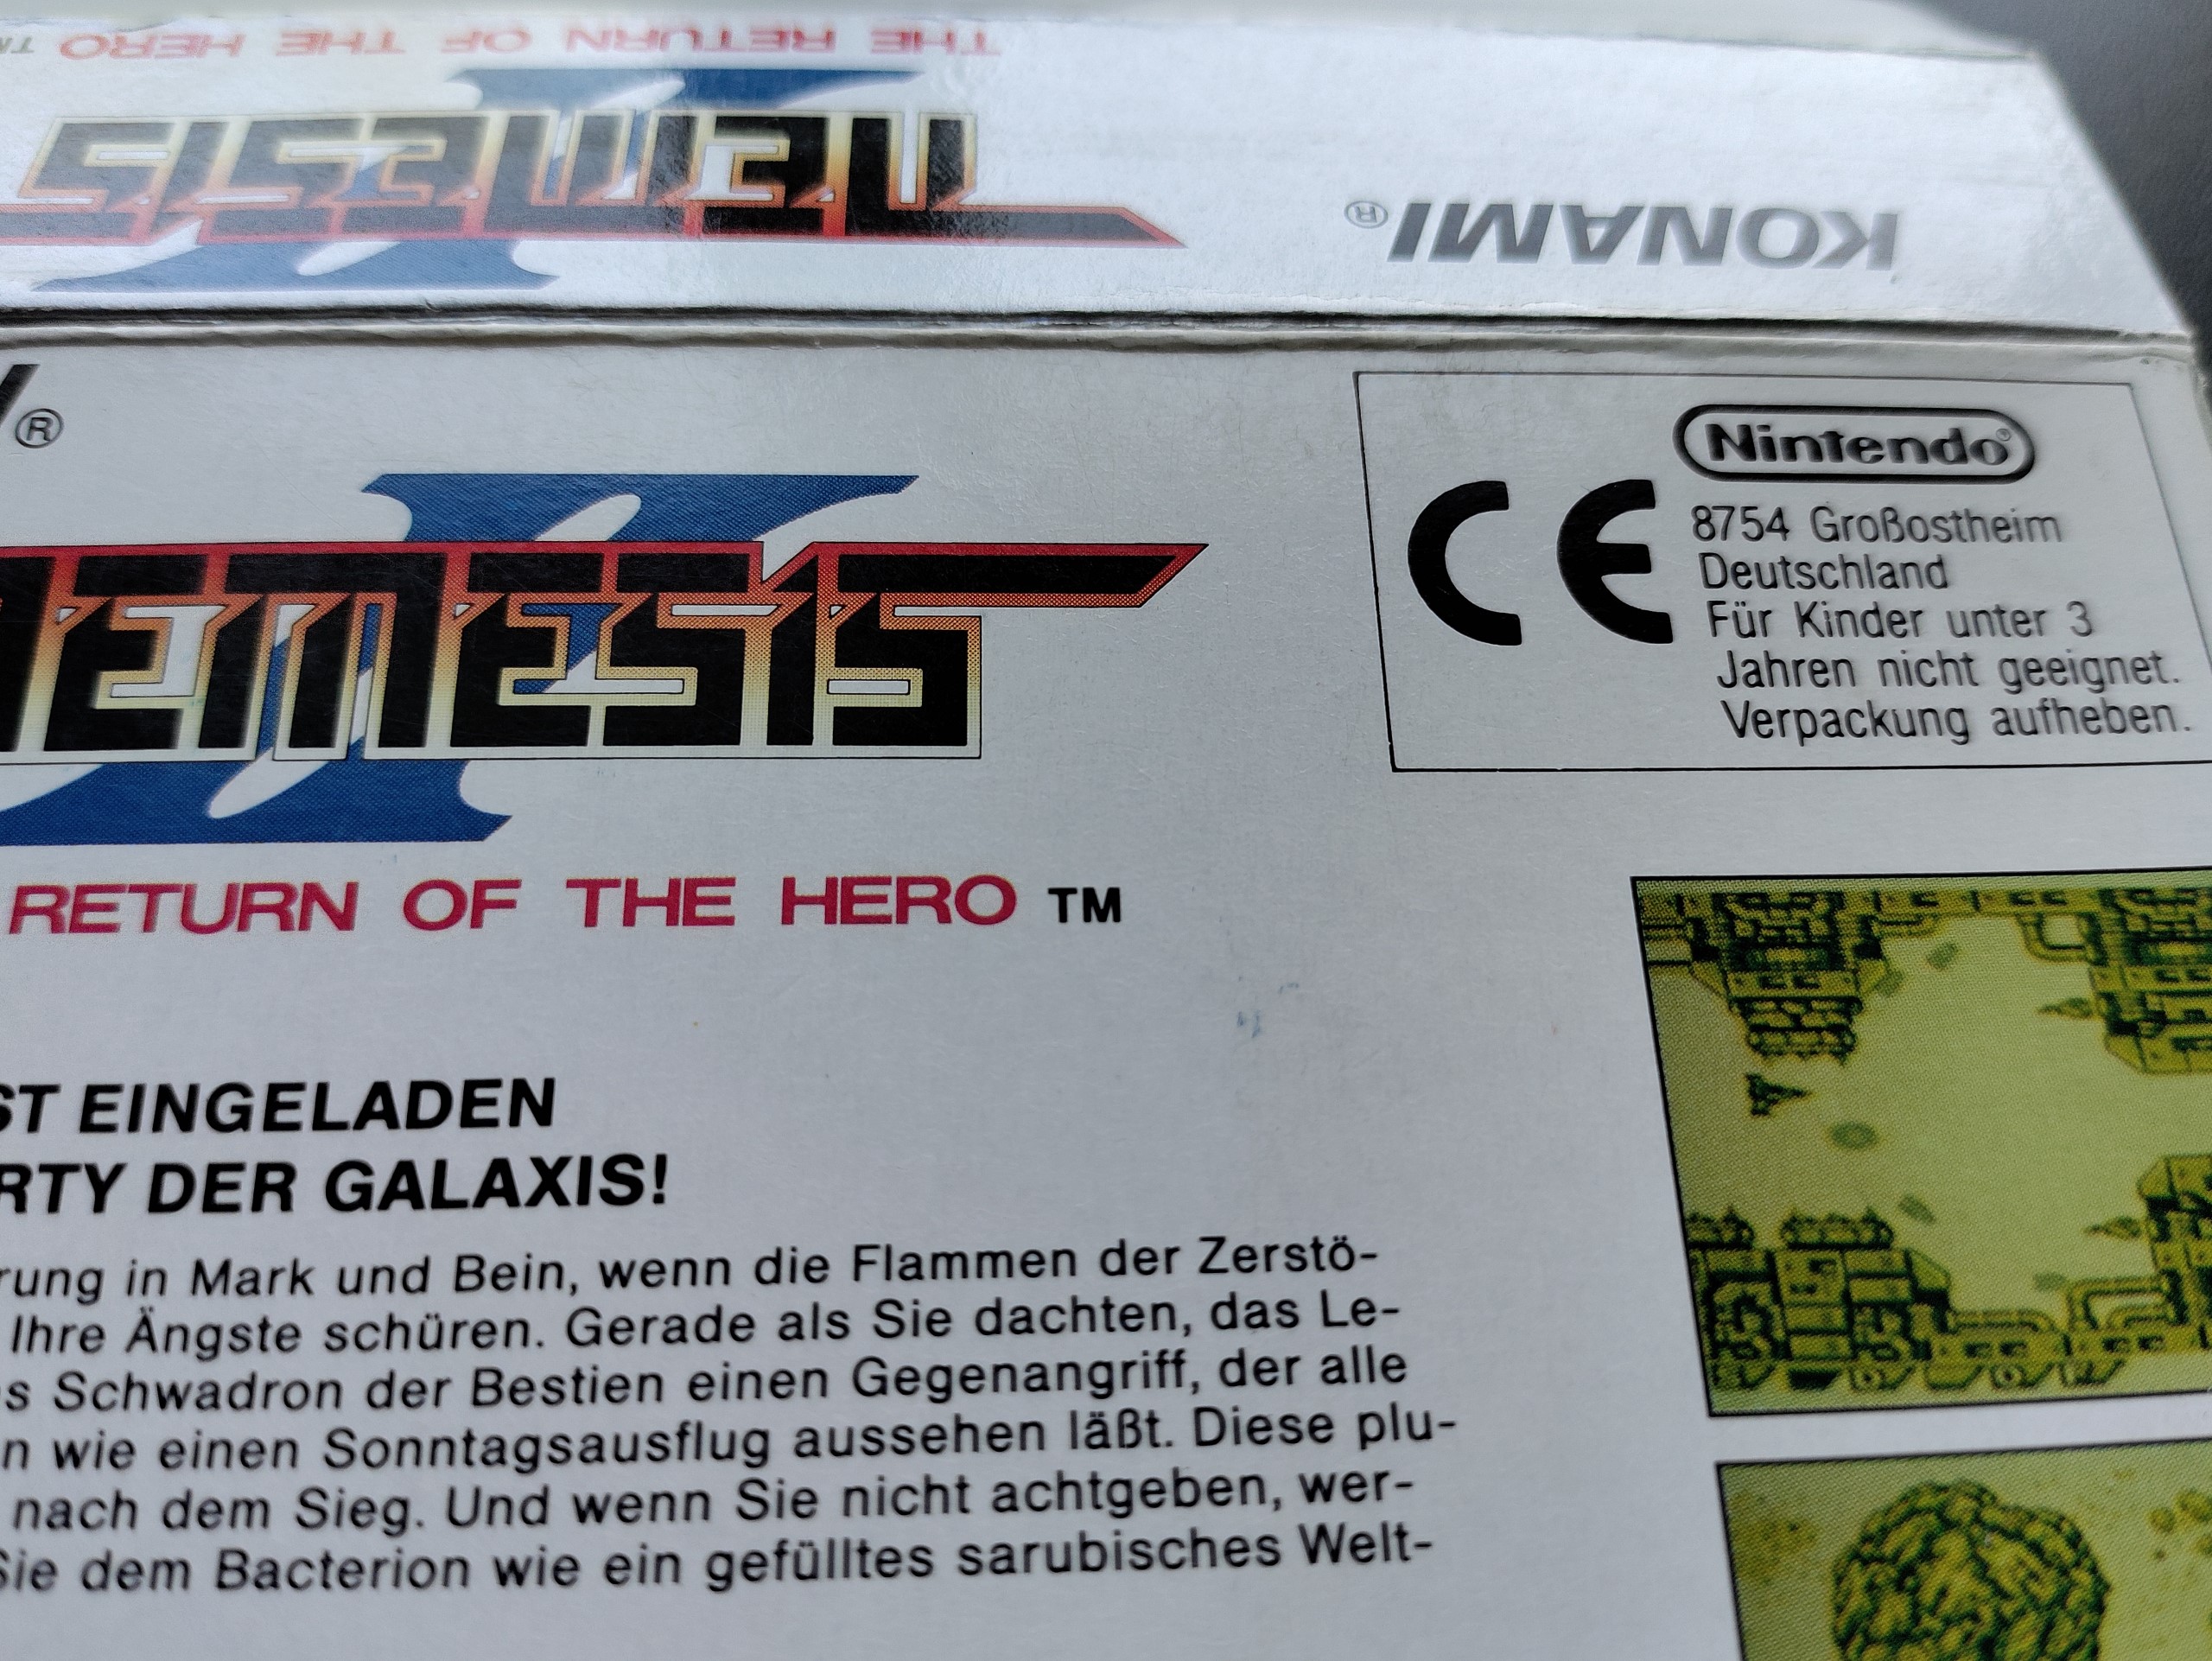 THE RETURN OF THE HERO TM
NEMESIS II
KONAMI®
®
NEMESIS II
RETURN OF THE HERO TM
Nintendo®
CE
8754 Großostheim
Deutschland
Für Kinder unter 3
Jahren nicht geeignet.
Verpackung aufheben.
ST EINGELADEN
RTY DER GALAXIS!
rung in Mark und Bein, wenn die Flammen der Zerstö-
Ihre Ängste schüren. Gerade als Sie dachten, das Le-
s Schwadron der Bestien einen Gegenangriff, der alle
n wie einen Sonntagsausflug aussehen läßt. Diese plu-
nach dem Sieg. Und wenn Sie nicht achtgeben, wer-
Sie dem Bacterion wie ein gefülltes sarubisches Welt-